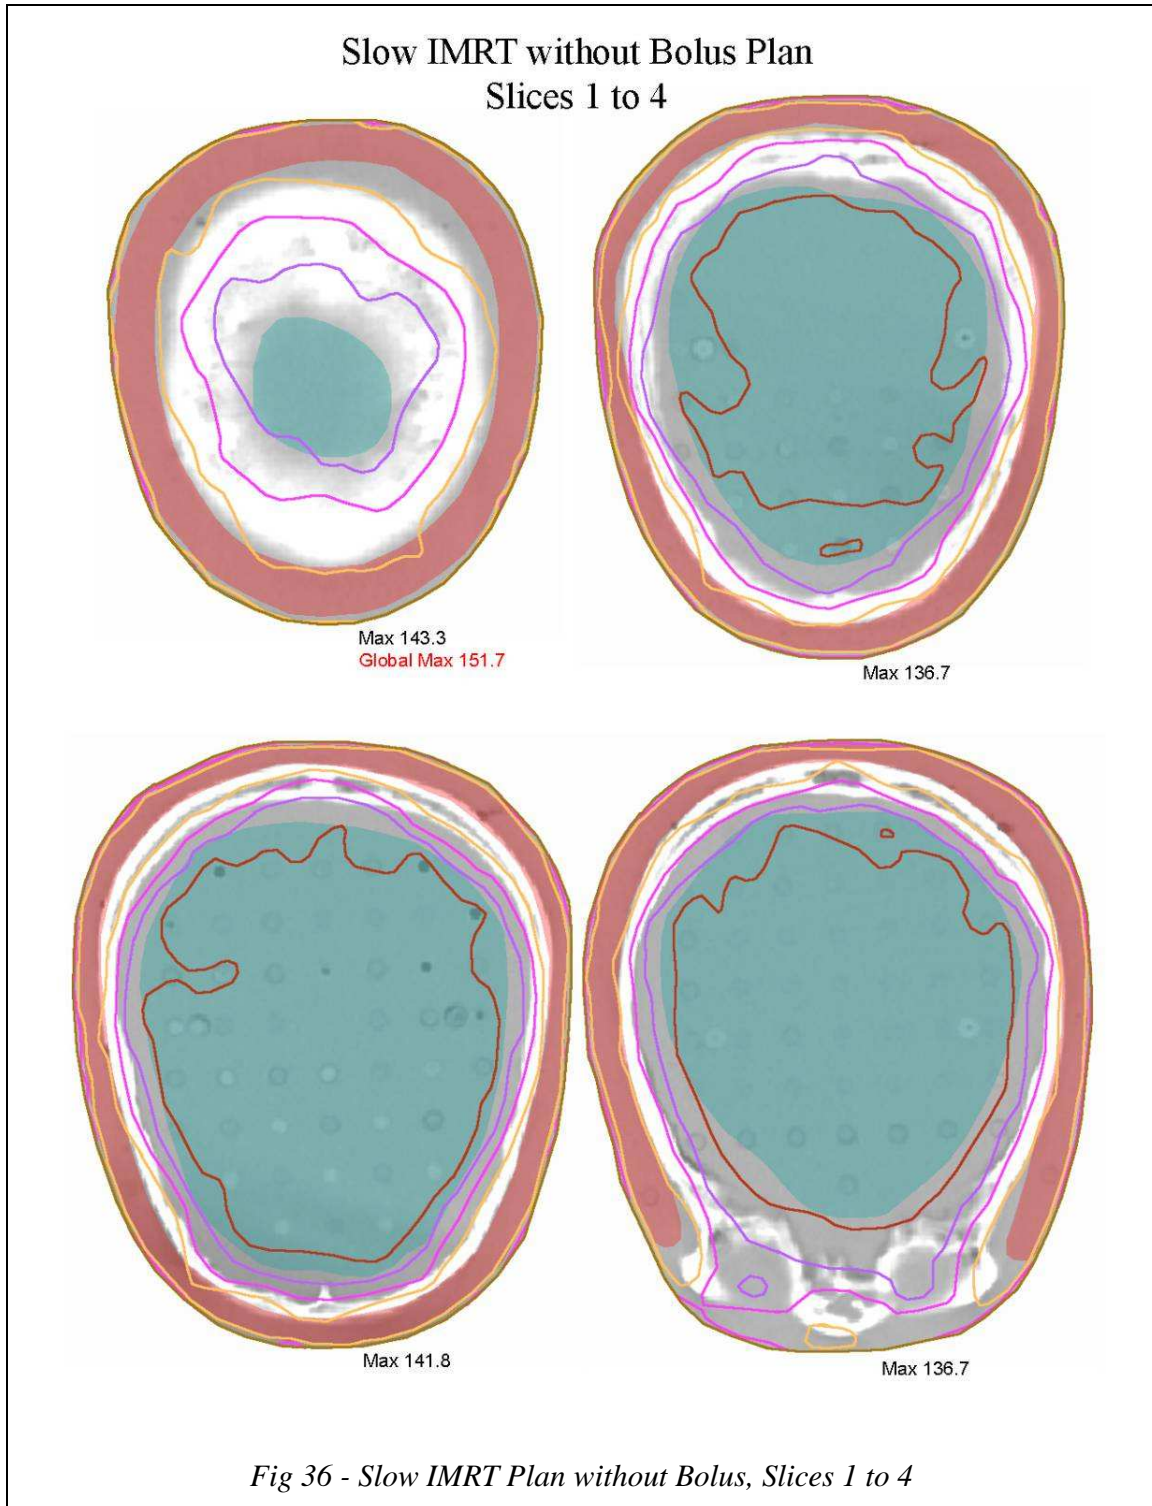 Slow IMRT without Bolus Plan
Slices 1 to 4
Max 143.3
Global Max 151.7
Max 136.7
Max 141.8
Max 136.7
Fig 36 - Slow IMRT Plan without Bolus, Slices 1 to 4